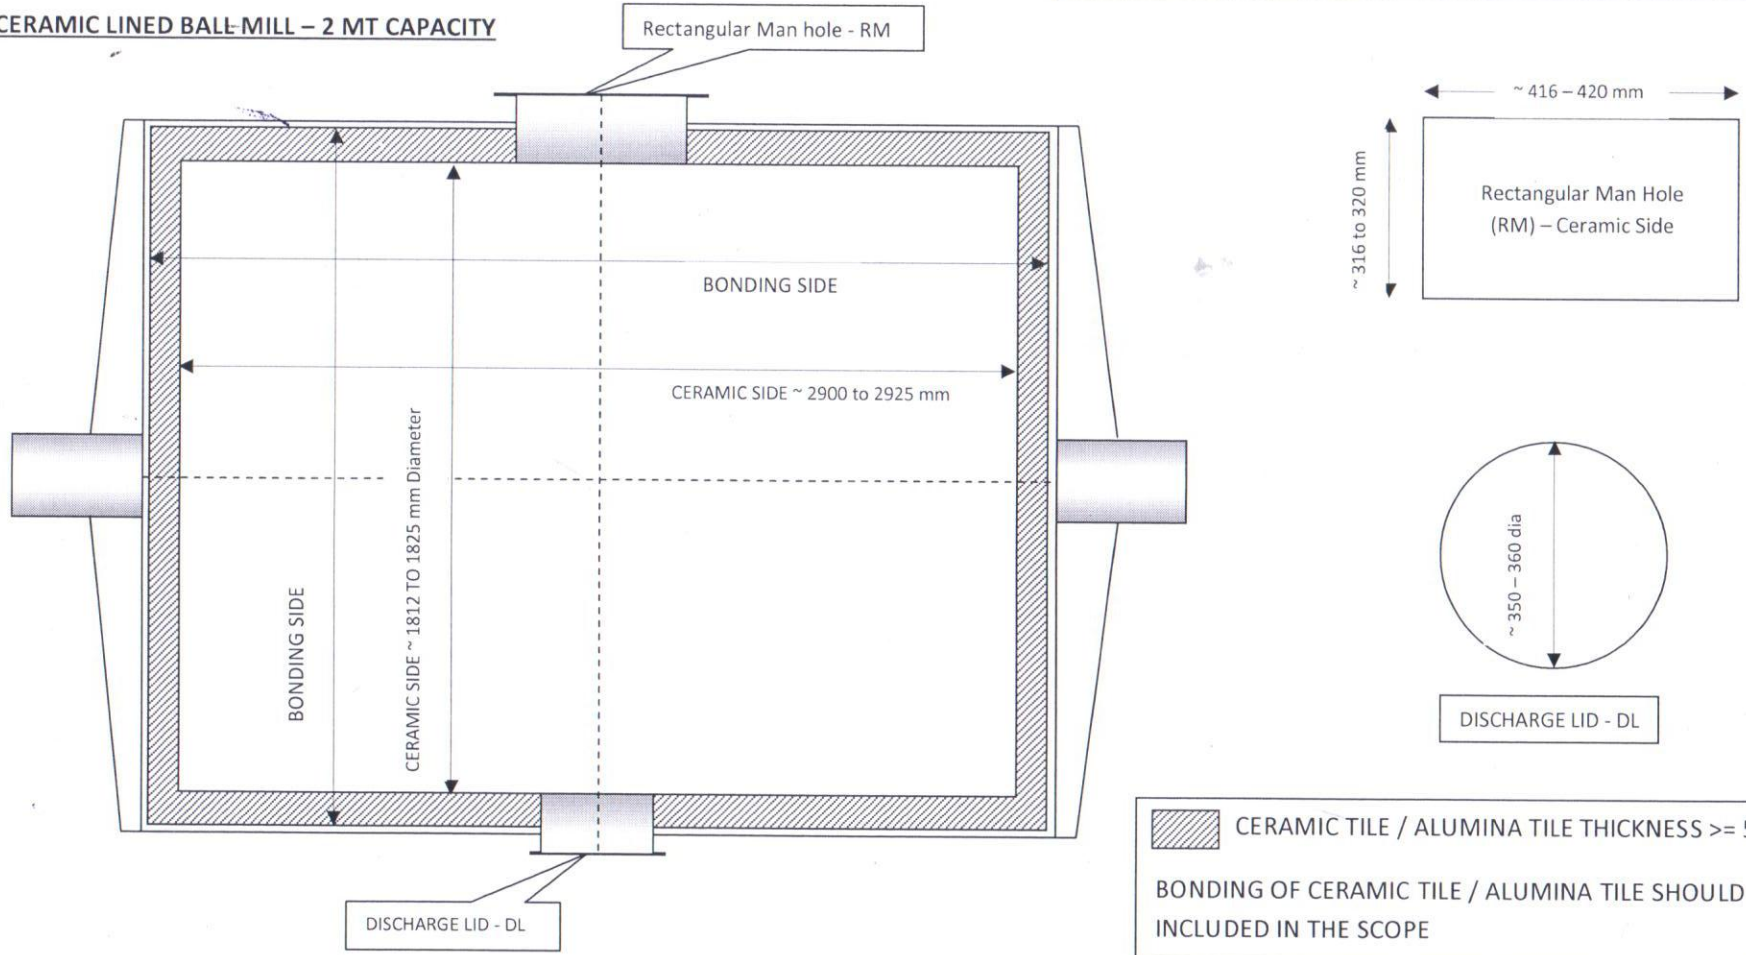 CERAMIC LINED BALL MILL – 2 MT CAPACITY
Rectangular Man hole - RM
~ 416 – 420 mm
~ 316 to 320 mm
Rectangular Man Hole
(RM) – Ceramic Side
BONDING SIDE
CERAMIC SIDE ~ 2900 to 2925 mm
CERAMIC SIDE ~ 1812 TO 1825 mm Diameter
BONDING SIDE
~ 350 – 360 dia
DISCHARGE LID - DL
DISCHARGE LID - DL
CERAMIC TILE / ALUMINA TILE THICKNESS >=
BONDING OF CERAMIC TILE / ALUMINA TILE SHOULD
INCLUDED IN THE SCOPE